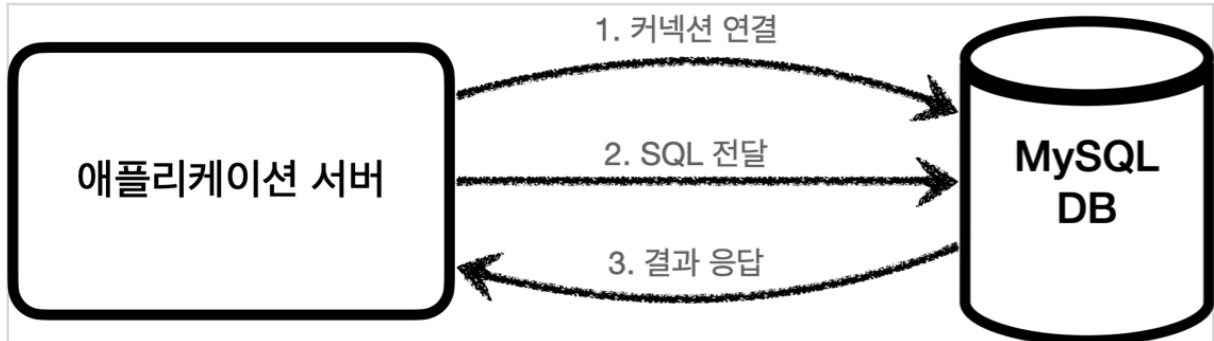 1. 커넥션 연결
애플리케이션 서버
2. SQL 전달
MySQL
DB
3. 결과 응답